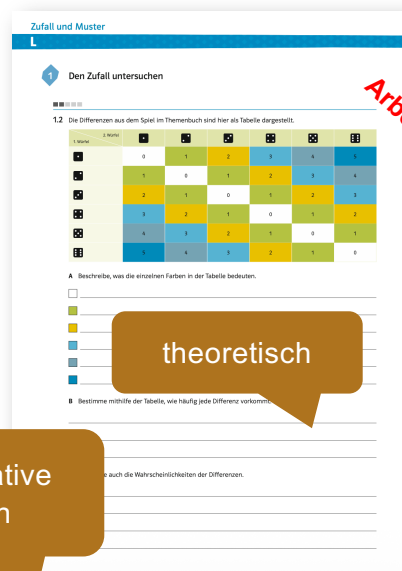 Zufall und Muster
L
1 Den Zufall untersuchen
1.2 Die Differenzen aus dem Spiel im Themenbuch sind hier als Tabelle dargestellt.
2. Würfel
1. Würfel
0 1 2 3 4 5
1 0 1 2 3 4
2 1 0 1 2 3
3 2 1 0 1 2
4 3 2 1 0 1
5 4 3 2 1 0
A Beschreibe, was die einzelnen Farben in der Tabelle bedeuten.
theoretisch
B Bestimme mithilfe der Tabelle, wie häufig jede Differenz vorkommt.
auch die Wahrscheinlichkeiten der Differenzen.